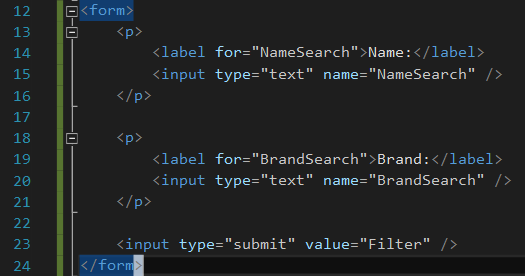 12 <form>
13 <p>
14 <label for="NameSearch">Name:</label>
15 <input type="text" name="NameSearch" />
16 </p>
17
18 <p>
19 <label for="BrandSearch">Brand:</label>
20 <input type="text" name="BrandSearch" />
21 </p>
22
23 <input type="submit" value="Filter" />
24 </form>